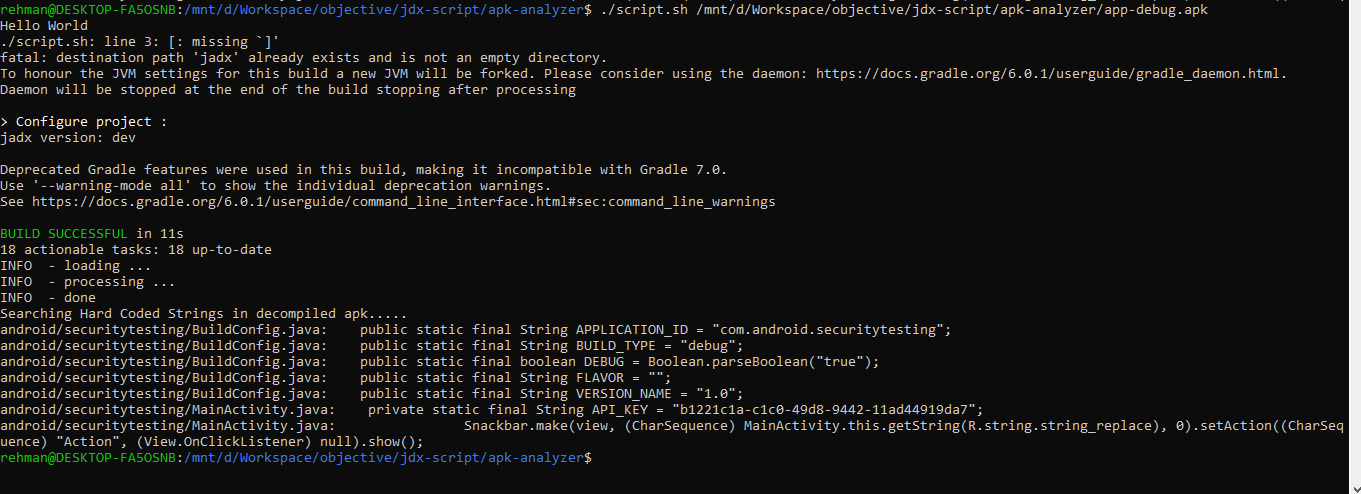 rehman@DESKTOP-FA5OSNB:/mnt/d/Workspace/objective/jdx-script/apk-analyzer$ ./script.sh /mnt/d/Workspace/objective/jdx-script/apk-analyzer/app-debug.apk
Hello World
./script.sh: line 3: [: missing `]'
fatal: destination path 'jadx' already exists and is not an empty directory.
To honour the JVM settings for this build a new JVM will be forked. Please consider using the daemon: https://docs.gradle.org/6.0.1/userguide/gradle_daemon.html.
Daemon will be stopped at the end of the build stopping after processing
> Configure project :
jadx version: dev
Deprecated Gradle features were used in this build, making it incompatible with Gradle 7.0.
Use '--warning-mode all' to show the individual deprecation warnings.
See https://docs.gradle.org/6.0.1/userguide/command_line_interface.html#sec:command_line_warnings
BUILD SUCCESSFUL in 11s
18 actionable tasks: 18 up-to-date
INFO  - loading ...
INFO  - processing ...
INFO  - done
Searching Hard Coded Strings in decompiled apk.....
android/securitytesting/BuildConfig.java:    public static final String APPLICATION_ID = "com.android.securitytesting";
android/securitytesting/BuildConfig.java:    public static final String BUILD_TYPE = "debug";
android/securitytesting/BuildConfig.java:    public static final boolean DEBUG = Boolean.parseBoolean("true");
android/securitytesting/BuildConfig.java:    public static final String FLAVOR = "";
android/securitytesting/BuildConfig.java:    public static final String VERSION_NAME = "1.0";
android/securitytesting/MainActivity.java:    private static final String API_KEY = "b1221c1a-c1c0-49d8-9442-11ad44919da7";
android/securitytesting/MainActivity.java:                Snackbar.make(view, (CharSequence) MainActivity.this.getString(R.string.string_replace), 0).setAction((CharSeq
uence) "Action", (View.OnClickListener) null).show();
rehman@DESKTOP-FA5OSNB:/mnt/d/Workspace/objective/jdx-script/apk-analyzer$